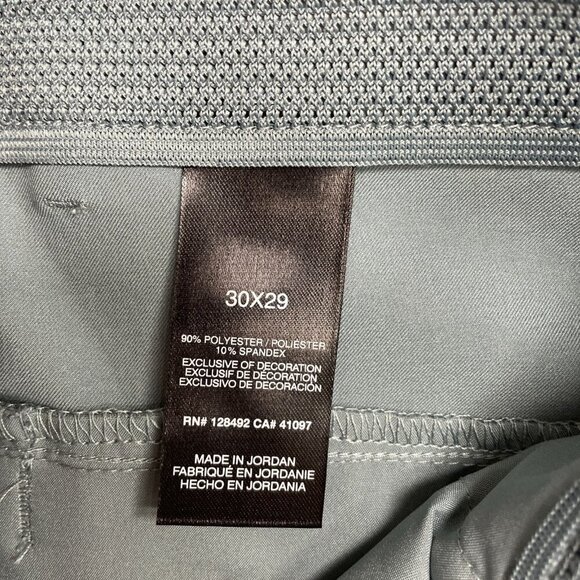 30X29
90% POLYESTER / POLIÉSTER
10% SPANDEX
EXCLUSIVE OF DECORATION
EXCLUSIF DE DÉCORATION
EXCLUSIVO DE DECORACIÓN
RN# 128492 CA# 41097
MADE IN JORDAN
FABRIQUÉ EN JORDANIE
HECHO EN JORDANIA